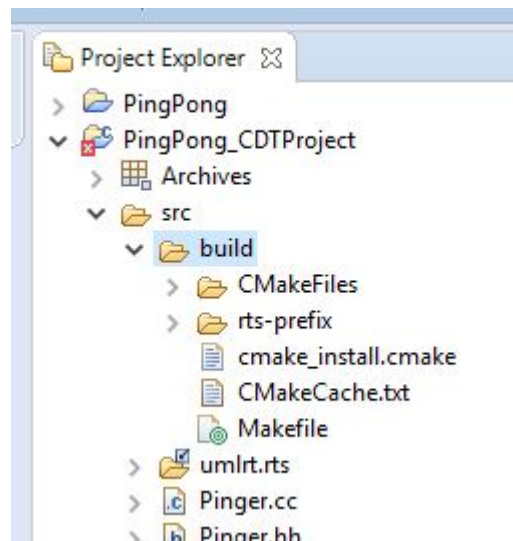 Project Explorer
PingPong
PingPong_CDTProject
Archives
src
build
CMakeFiles
rts-prefix
cmake_install.cmake
CMakeCache.txt
Makefile
umlrt.rts
.c Pinger.cc
h Pinger.hh